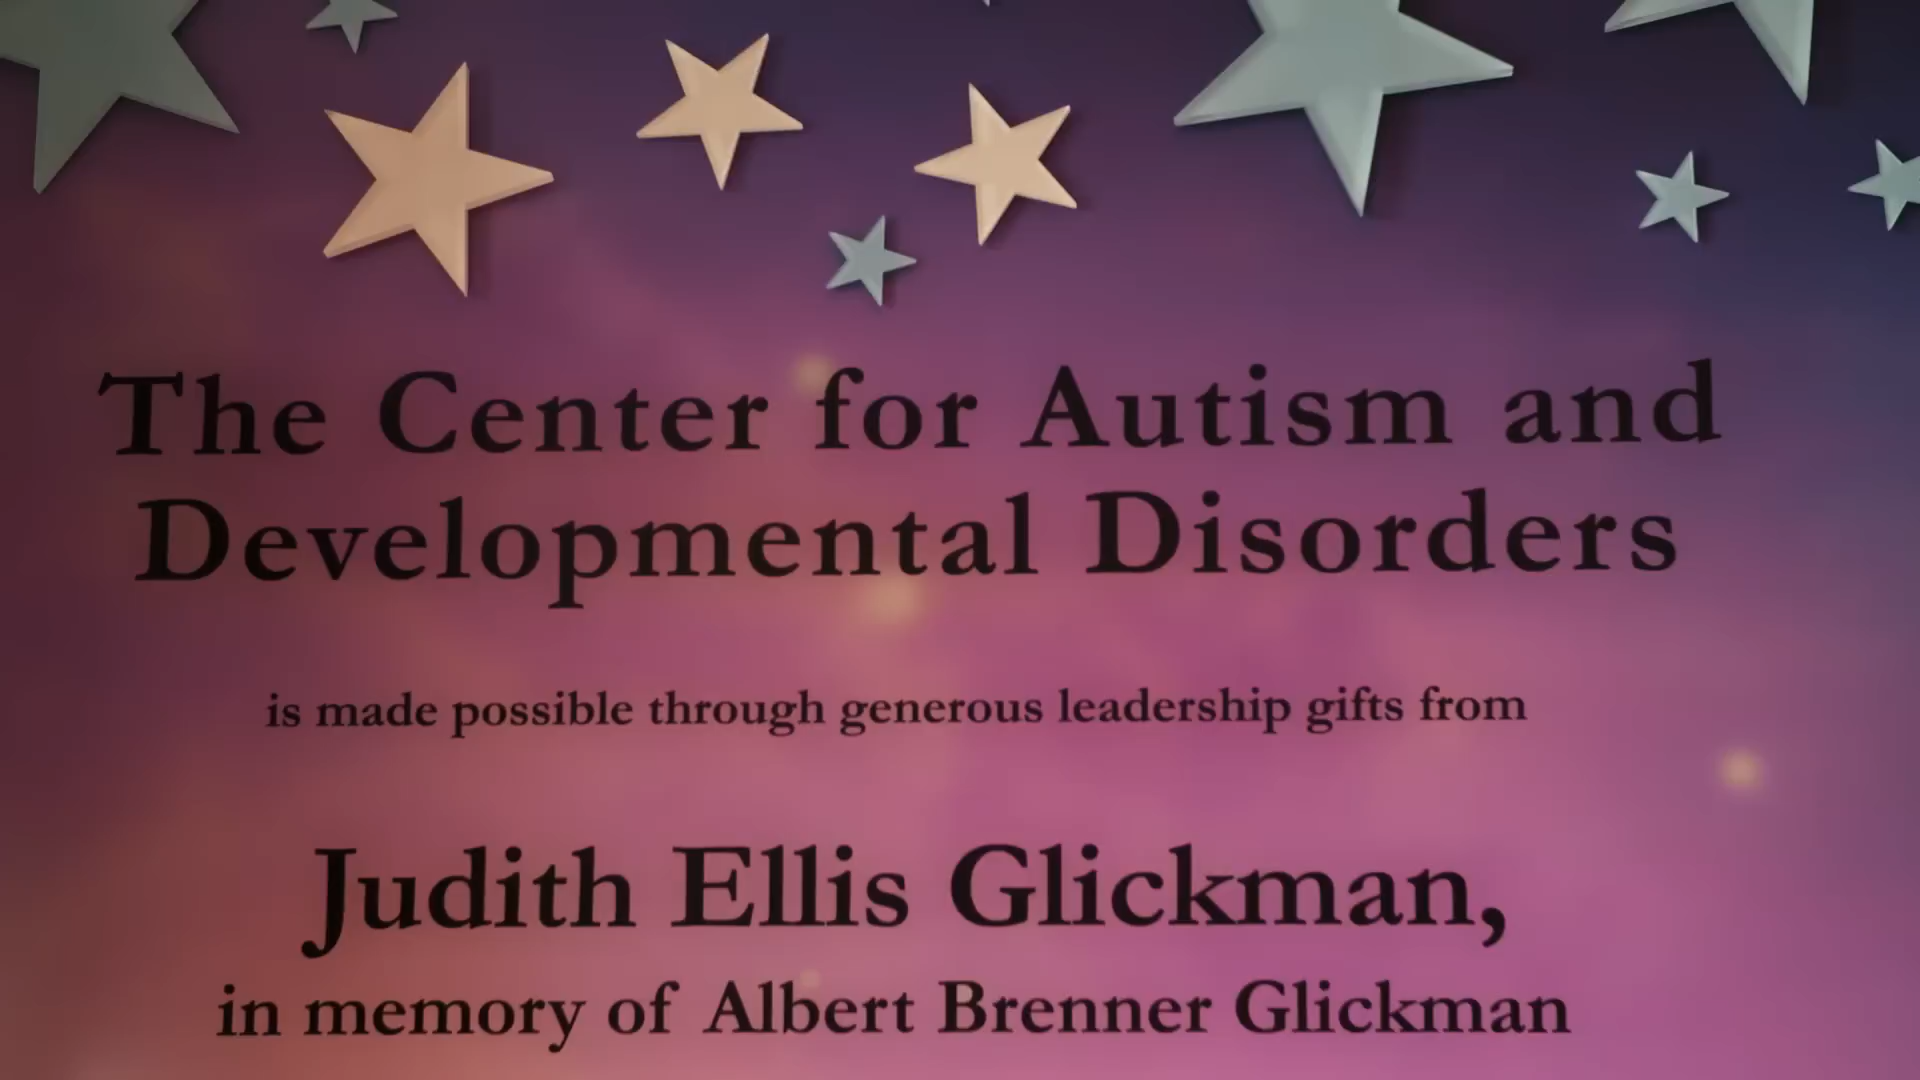 The Center for Autism and
Developmental Disorders
is made possible through generous leadership gifts from
Judith Ellis Glickman,
in memory of Albert Brenner Glickman